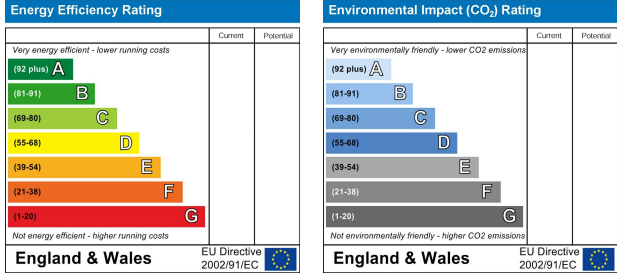 Energy Efficiency Rating
Current Potential
Very energy efficient - lower running costs
(92 plus) A
(81-91) B
(69-80) C
(55-68) D
(39-54) E
(21-38) F
(1-20) G
Not energy efficient - higher running costs
England & Wales
EU Directive
2002/91/EC
Environmental Impact (CO₂) Rating
Current Potential
Very environmentally friendly - lower CO2 emissions
(92 plus) A
(81-91) B
(69-80) C
(55-68) D
(39-54) E
(21-38) F
(1-20) G
Not environmentally friendly - higher CO2 emissions
England & Wales
EU Directive
2002/91/EC